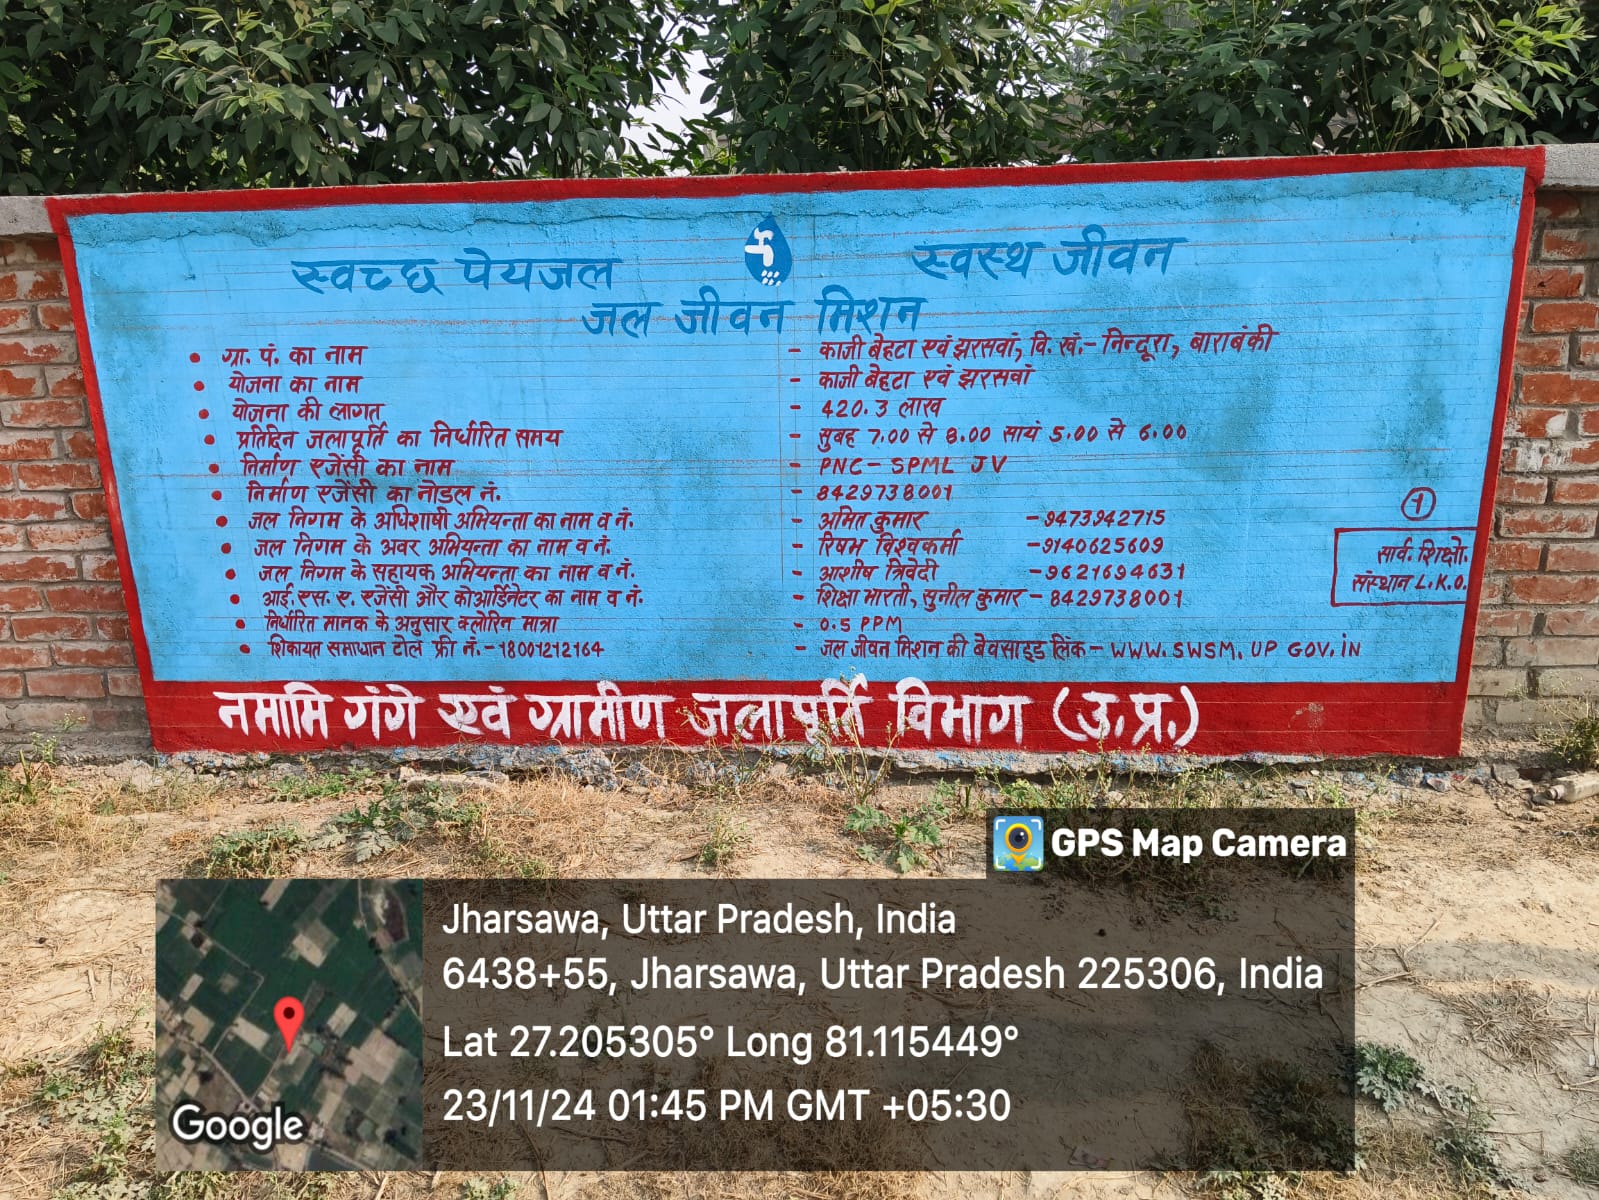 स्वच्छ पेयजल स्वस्थ जीवन
जल जीवन मिशन
• ग्रा. पं. का नाम - काजी बेहटा एवं झरसवां, वि. खं.- निन्दूरा, बाराबंकी
• योजना का नाम - काजी बेहटा एवं झरसवां
• योजना की लागत - 420.3 लाख
• प्रतिदिन जलापूर्ति का निर्धारित समय - सुबह 7.00 से 8.00 सायं 5.00 से 6.00
• निर्माण एजेंसी का नाम - PNC- SPML JV
• निर्माण एजेंसी का नोडल नं. - 8429738001
• जल निगम के अधिशाषी अभियन्ता का नाम व नं. - अमित कुमार -9473942715
• जल निगम के अवर अभियन्ता का नाम व नं. - रिषभ विश्वकर्मा -9140625609
• जल निगम के सहायक अभियन्ता का नाम व नं. - आशीष त्रिवेदी -9621694631
• आई. एस. ए. एजेंसी और कोआर्डिनेटर का नाम व नं. - शिक्षा भारती, सुनील कुमार - 8429738001
• निर्धारित मानक के अनुसार क्लोरिन मात्रा - 0.5 PPM
• शिकायत समाधान टोल फ्री नं.- 18001212164 - जल जीवन मिशन की बेवसाइड लिंक- WWW. SWSM. UP GOV. iN
1
सार्व. शिक्षो.
संस्थान L.K.O.
नमामि गंगे एवं ग्रामीण जलापूर्ति विभाग (उ.प्र.)
GPS Map Camera
Jharsawa, Uttar Pradesh, India
6438+55, Jharsawa, Uttar Pradesh 225306, India
Lat 27.205305° Long 81.115449°
23/11/24 01:45 PM GMT +05:30
Google